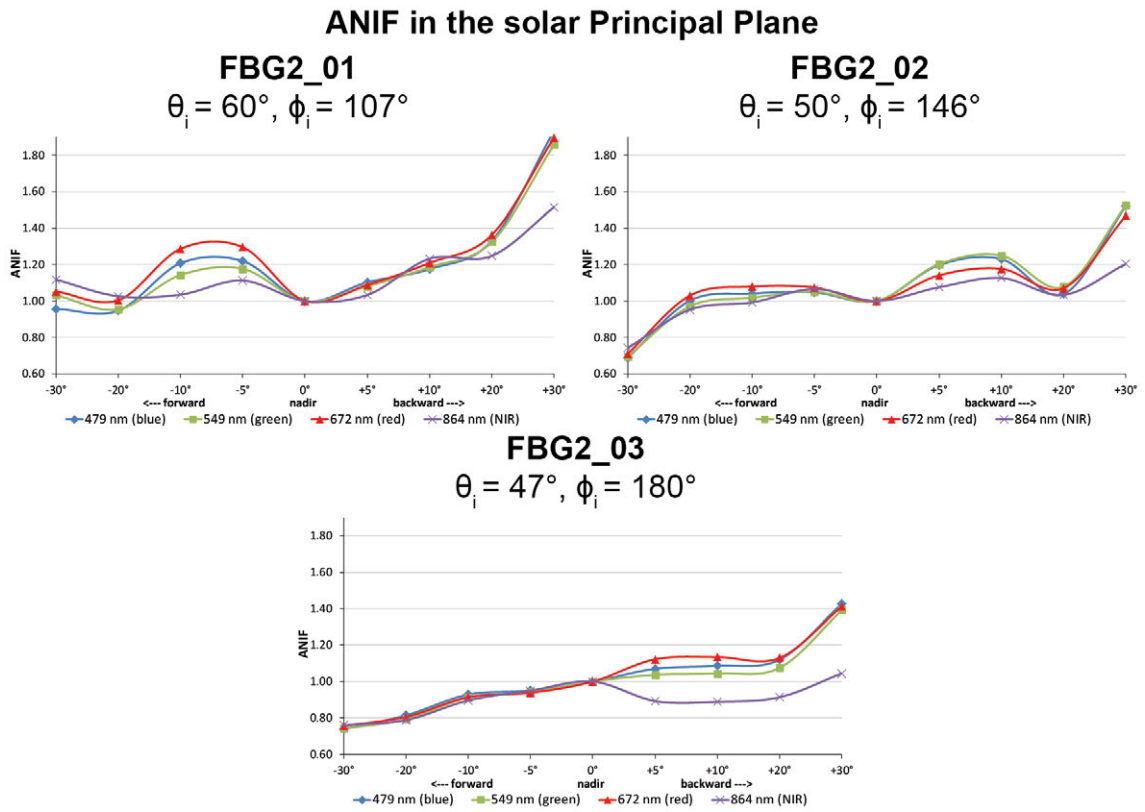 ANIF in the solar Principal Plane
FBG2_01
θi = 60°, ϕi = 107°
ANIF
1.80
1.60
1.40
1.20
1.00
0.80
0.60
-30° -20° -10° -5° 0° +5° +10° +20° +30°
<--- forward nadir backward --->
479 nm (blue) 549 nm (green) 672 nm (red) 864 nm (NIR)
FBG2_02
θi = 50°, ϕi = 146°
ANIF
1.80
1.60
1.40
1.20
1.00
0.80
0.60
-30° -20° -10° -5° 0° +5° +10° +20° +30°
<--- forward nadir backward --->
479 nm (blue) 549 nm (green) 672 nm (red) 864 nm (NIR)
FBG2_03
θi = 47°, ϕi = 180°
ANIF
1.80
1.60
1.40
1.20
1.00
0.80
0.60
-30° -20° -10° -5° 0° +5° +10° +20° +30°
<--- forward nadir backward --->
479 nm (blue) 549 nm (green) 672 nm (red) 864 nm (NIR)